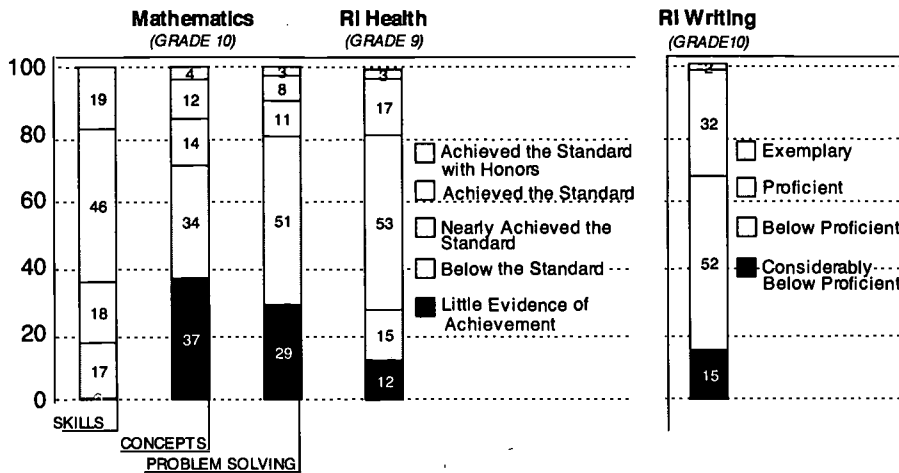 Mathematics
(GRADE 10)
RI Health
(GRADE 9)
RI Writing
(GRADE10)
100
80
60
40
20
0
19
46
18
17
4
12
14
34
37
3
8
11
51
29
3
17
53
15
12
2
32
52
15
Achieved the Standard
with Honors
Achieved the Standard
Nearly Achieved the
Standard
Below the Standard
Little Evidence of
Achievement
Exemplary
Proficient
Below Proficient
Considerably
Below Proficient
SKILLS
CONCEPTS
PROBLEM SOLVING